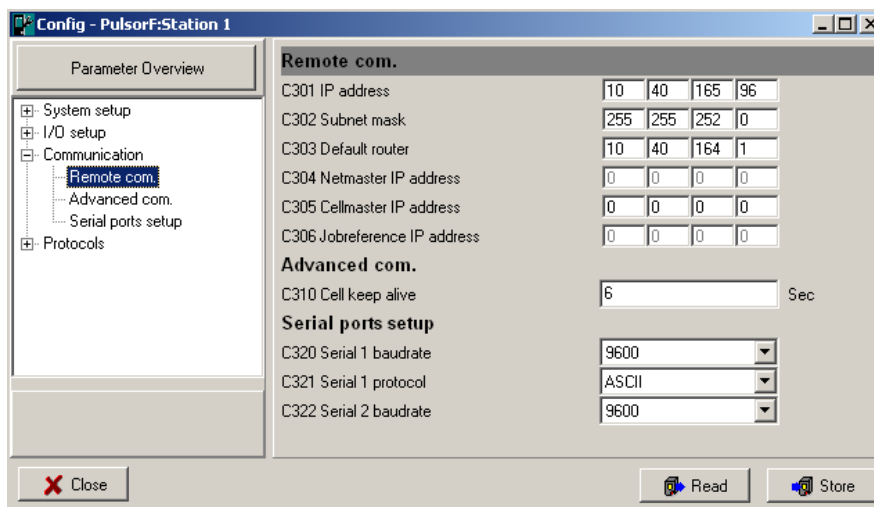 Config - PulsorF:Station 1
Parameter Overview
System setup
I/O setup
Communication
Remote com.
Advanced com.
Serial ports setup
Protocols
Remote com.
C301 IP address 10 40 165 96
C302 Subnet mask 255 255 252 0
C303 Default router 10 40 164 1
C304 Netmaster IP address 0 0 0 0
C305 Cellmaster IP address 0 0 0 0
C306 Jobreference IP address 0 0 0 0
Advanced com.
C310 Cell keep alive 6 Sec
Serial ports setup
C320 Serial 1 baudrate 9600
C321 Serial 1 protocol ASCII
C322 Serial 2 baudrate 9600
Close Read Store